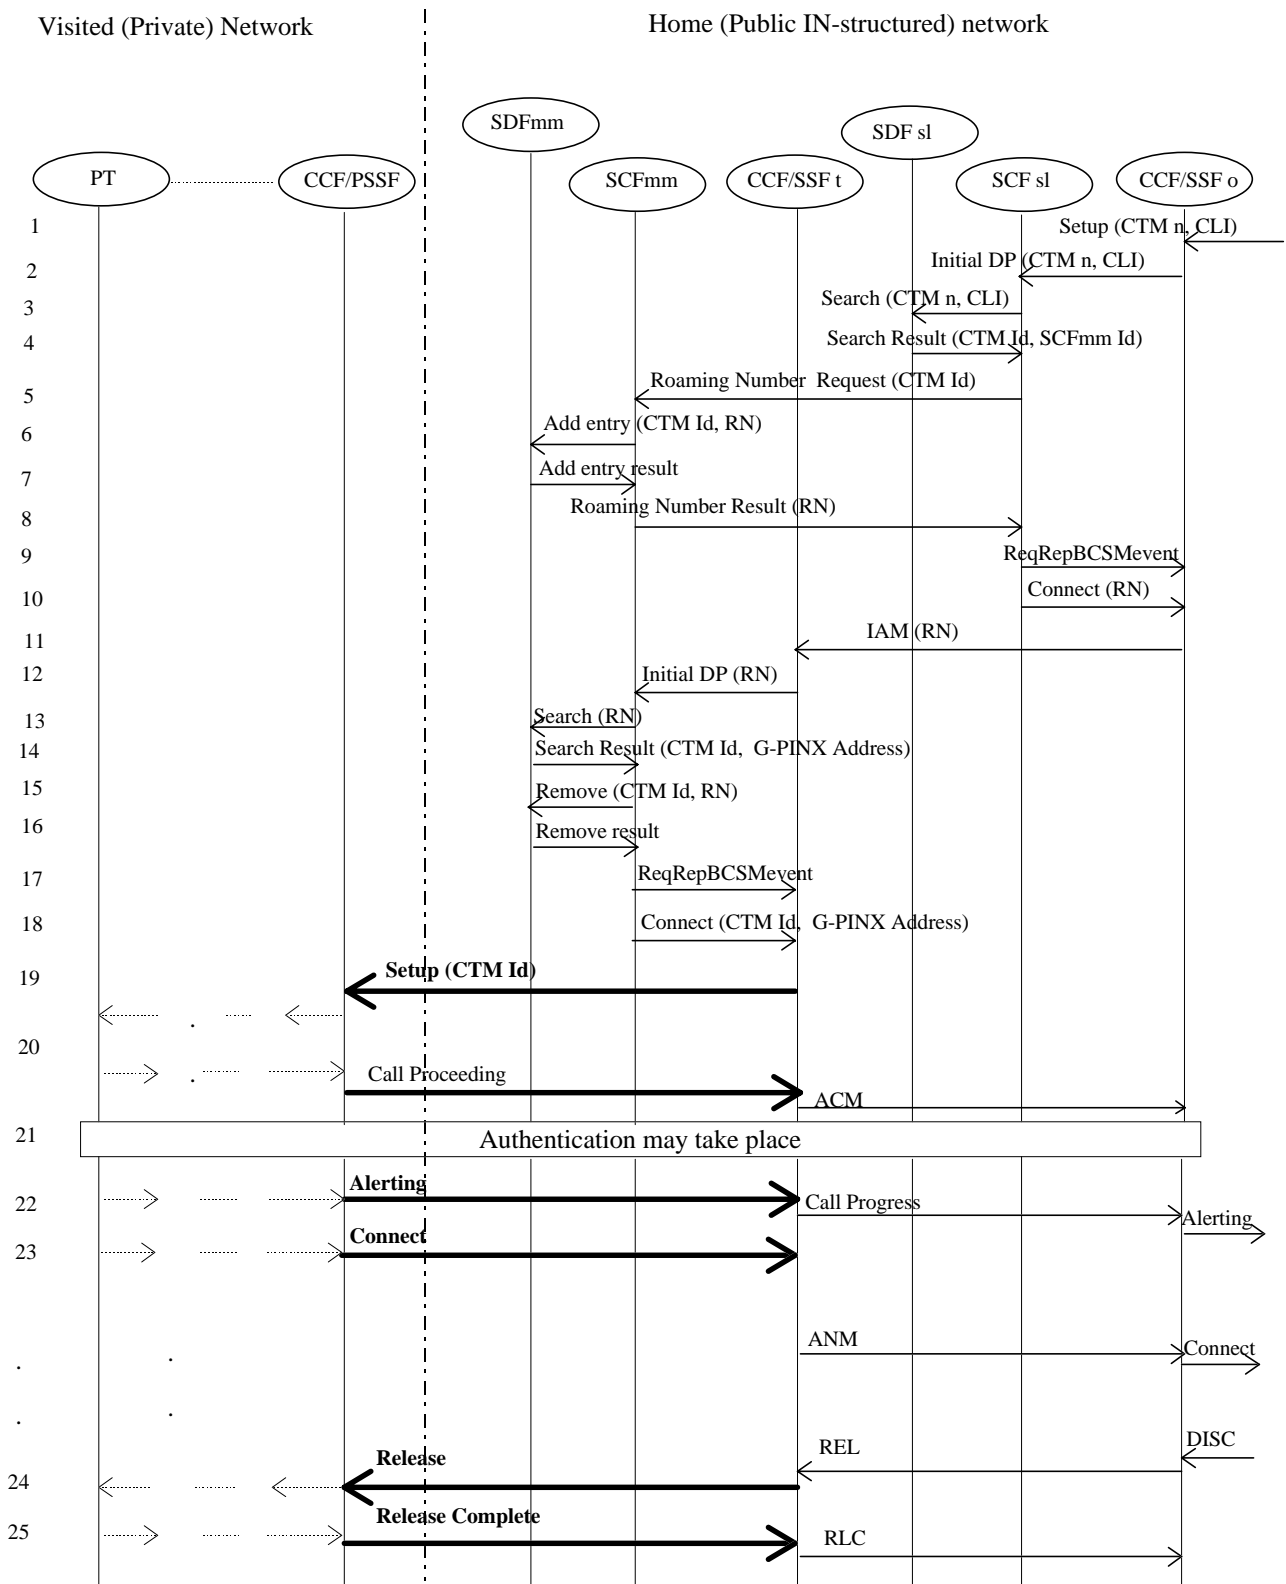 Visited (Private) Network
Home (Public IN-structured) network
SDFmm
SDF sl
PT
CCF/PSSF
SCFmm
CCF/SSF t
SCF sl
CCF/SSF o
1
Setup (CTM n, CLI)
2
Initial DP (CTM n, CLI)
3
Search (CTM n, CLI)
4
Search Result (CTM Id, SCFmm Id)
5
Roaming Number Request (CTM Id)
6
Add entry (CTM Id, RN)
7
Add entry result
8
Roaming Number Result (RN)
9
ReqRepBCSMevent
10
Connect (RN)
11
IAM (RN)
12
Initial DP (RN)
13
Search (RN)
14
Search Result (CTM Id, G-PINX Address)
15
Remove (CTM Id, RN)
16
Remove result
17
ReqRepBCSMevent
18
Connect (CTM Id, G-PINX Address)
19
Setup (CTM Id)
20
Call Proceeding
ACM
21
Authentication may take place
22
Alerting
Call Progress
Alerting
23
Connect
ANM
Connect
DISC
REL
24
Release
25
Release Complete
RLC